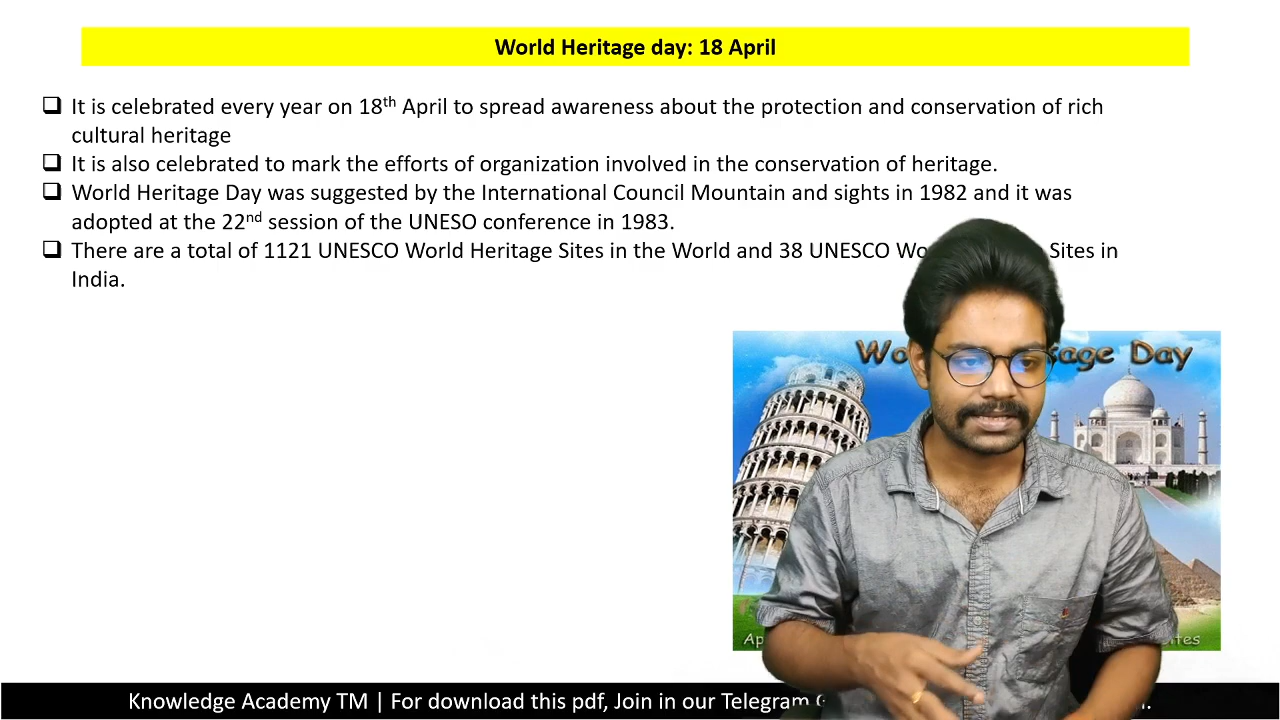 World Heritage day: 18 April
It is celebrated every year on 18th April to spread awareness about the protection and conservation of rich
cultural heritage
It is also celebrated to mark the efforts of organization involved in the conservation of heritage.
World Heritage Day was suggested by the International Council Mountain and sights in 1982 and it was
adopted at the 22nd session of the UNESO conference in 1983.
There are a total of 1121 UNESCO World Heritage Sites in the World and 38 UNESCO Sites in
India.
Day
Knowledge Academy TM | For download this pdf, Join in our Telegram